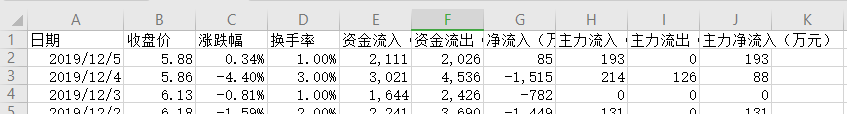 A B C D E F G H I J K
1 日期 收盘价 涨跌幅 换手率 资金流入 资金流出 净流入（万 主力流入 主力流出 主力净流入（万元）
2 2019/12/5 5.88 0.34% 1.00% 2,111 2,026 85 193 0 193
3 2019/12/4 5.86 -4.40% 3.00% 3,021 4,536 -1,515 214 126 88
4 2019/12/3 6.13 -0.81% 1.00% 1,644 2,426 -782 0 0 0
5 2019/12/2 6.18 -1.59% 2.00% 2,241 3,690 -1,449 131 0 131